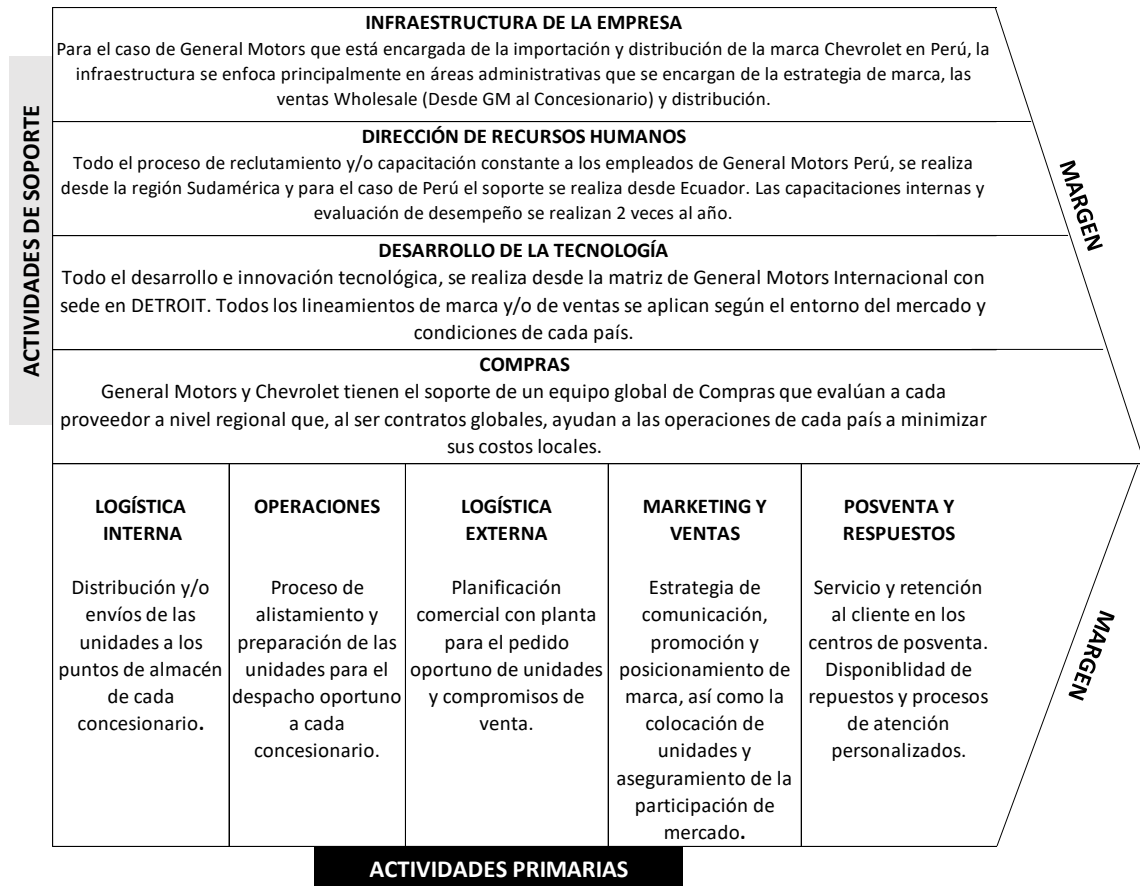 INFRAESTRUCTURA DE LA EMPRESA
Para el caso de General Motors que está encargada de la importación y distribución de la marca Chevrolet en Perú, la
infraestructura se enfoca principalmente en áreas administrativas que se encargan de la estrategia de marca, las
ventas Wholesale (Desde GM al Concesionario) y distribución.
DIRECCIÓN DE RECURSOS HUMANOS
Todo el proceso de reclutamiento y/o capacitación constante a los empleados de General Motors Perú, se realiza
desde la región Sudamérica y para el caso de Perú el soporte se realiza desde Ecuador. Las capacitaciones internas y
evaluación de desempeño se realizan 2 veces al año.
DESARROLLO DE LA TECNOLOGÍA
Todo el desarrollo e innovación tecnológica, se realiza desde la matriz de General Motors Internacional con
sede en DETROIT. Todos los lineamientos de marca y/o de ventas se aplican según el entorno del mercado y
condiciones de cada país.
COMPRAS
General Motors y Chevrolet tienen el soporte de un equipo global de Compras que evalúan a cada
proveedor a nivel regional que, al ser contratos globales, ayudan a las operaciones de cada país a minimizar
sus costos locales.
ACTIVIDADES DE SOPORTE
MARGEN
LOGÍSTICA
INTERNA
Distribución y/o
envíos de las
unidades a los
puntos de almacén
de cada
concesionario.
OPERACIONES
Proceso de
alistamiento y
preparación de las
unidades para el
despacho oportuno
a cada
concesionario.
LOGÍSTICA
EXTERNA
Planificación
comercial con planta
para el pedido
oportuno de unidades
y compromisos de
venta.
MARKETING Y
VENTAS
Estrategia de
comunicación,
promoción y
posicionamiento de
marca, así como la
colocación de
unidades y
aseguramiento de la
participación de
mercado.
POSVENTA Y
RESPUESTOS
Servicio y retención
al cliente en los
centros de posventa.
Disponiblidad de
repuestos y procesos
de atención
personalizados.
MARGEN
ACTIVIDADES PRIMARIAS